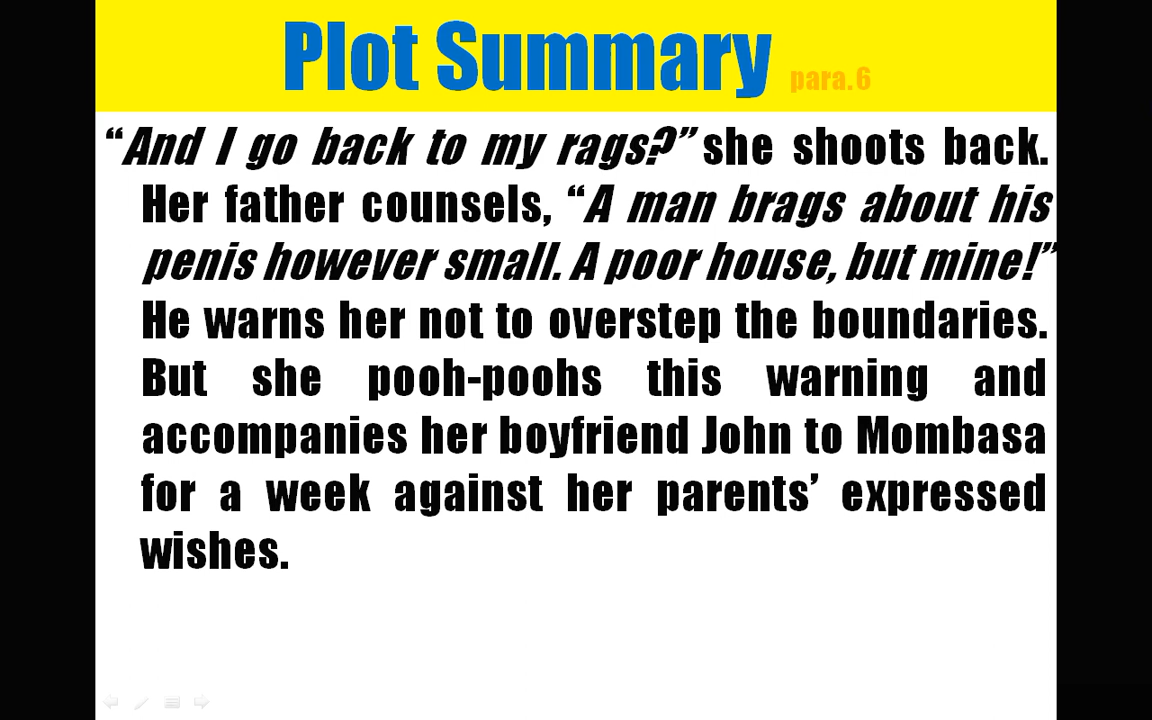 Plot Summary para.6
“And I go back to my rags?” she shoots back.
Her father counsels, “A man brags about his
penis however small. A poor house, but mine!”
He warns her not to overstep the boundaries.
But she pooh-poohs this warning and
accompanies her boyfriend John to Mombasa
for a week against her parents’ expressed
wishes.